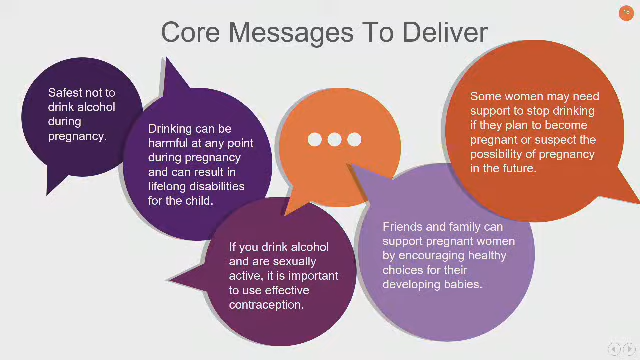 Core Messages To Deliver
Safest not to
drink alcohol
during
pregnancy.
Drinking can be
harmful at any point
during pregnancy
and can result in
lifelong disabilities
for the child.
Some women may need
support to stop drinking
if they plan to become
pregnant or suspect the
possibility of pregnancy
in the future.
If you drink alcohol
and are sexually
active, it is important
to use effective
contraception.
Friends and family can
support pregnant women
by encouraging healthy
choices for their
developing babies.